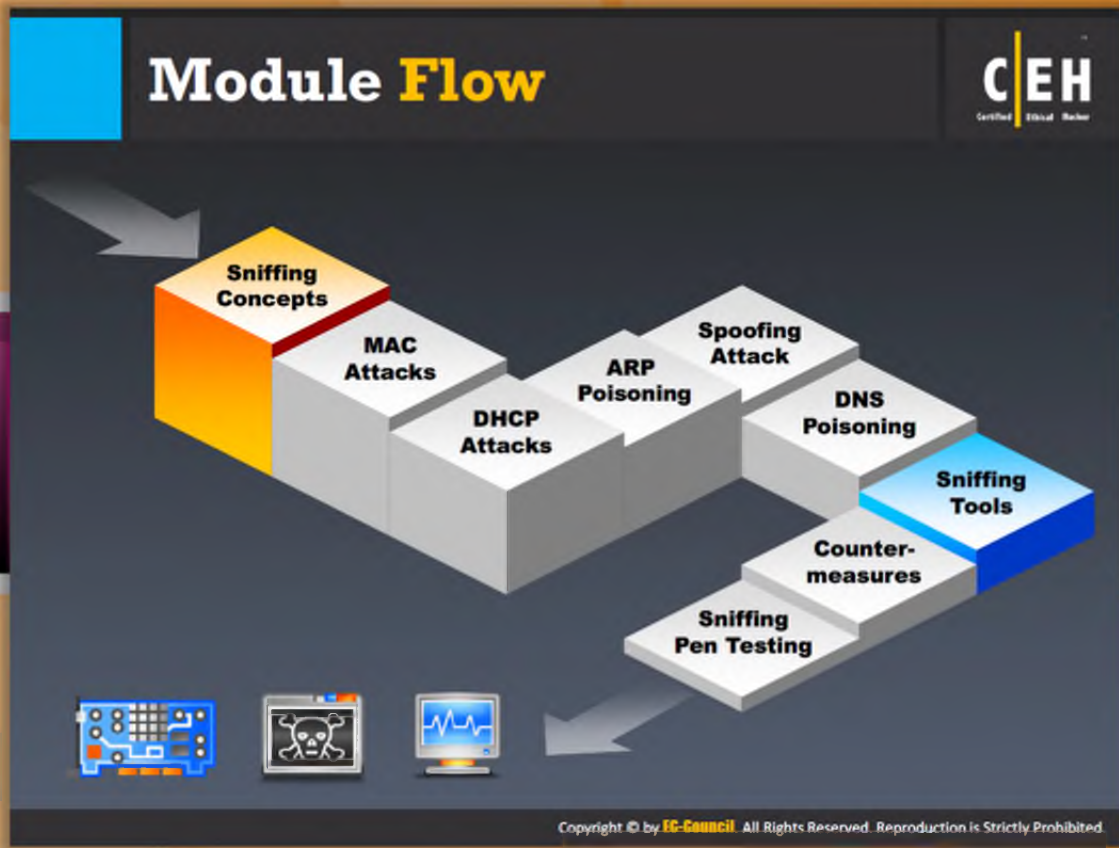 Module Flow
CEH
Certified Ethical Hacker
Sniffing
Concepts
MAC
Attacks
DHCP
Attacks
ARP
Poisoning
Spoofing
Attack
DNS
Poisoning
Sniffing
Tools
Counter-
measures
Sniffing
Pen Testing
Copyright © by EC-Council. All Rights Reserved. Reproduction is Strictly Prohibited.